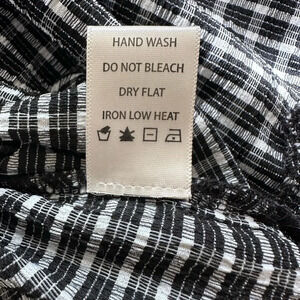 HAND WASH
DO NOT BLEACH
DRY FLAT
IRON LOW HEAT